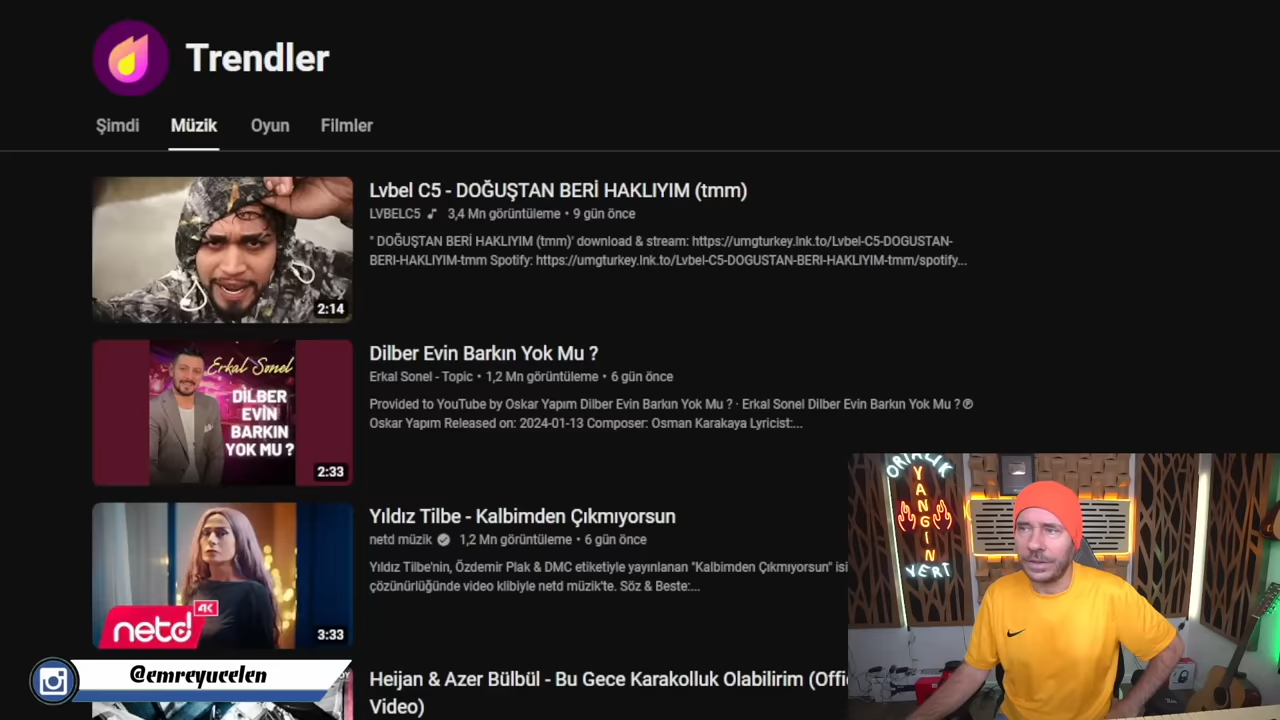 Trendler
Şimdi Müzik Oyun Filmler
Lvbel C5 - DOĞUŞTAN BERİ HAKLIYIM (tmm)
LVBELC5 3,4 Mn görüntüleme • 9 gün önce
" DOĞUŞTAN BERİ HAKLIYIM (tmm)' download & stream: https://umgturkey.lnk.to/Lvbel-C5-DOGUSTAN-
BERI-HAKLIYIM-tmm Spotify: https://umgturkey.lnk.to/Lvbel-C5-DOGUSTAN-BERI-HAKLIYIM-tmm/spotify...
2:14
Dilber Evin Barkın Yok Mu ?
Erkal Sonel - Topic • 1,2 Mn görüntüleme • 6 gün önce
Provided to YouTube by Oskar Yapım Dilber Evin Barkın Yok Mu ? · Erkal Sonel Dilber Evin Barkın Yok Mu ? ℗
Oskar Yapım Released on: 2024-01-13 Composer: Osman Karakaya Lyricist:...
Erkal Sonel
DİLBER
EVİN
BARKIN
YOK MU ?
2:33
Yıldız Tilbe - Kalbimden Çıkmıyorsun
netd müzik 1,2 Mn görüntüleme • 6 gün önce
Yıldız Tilbe'nin, Özdemir Plak & DMC etiketiyle yayınlanan "Kalbimden Çıkmıyorsun" isi
çözünürlüğünde video klibiyle netd müzik'te. Söz & Beste:...
4K
netd
3:33
Heijan & Azer Bülbül - Bu Gece Karakolluk Olabilirim (Offi
Video)
@emreyucelen
ORTALIK
YANGIN
YERİ